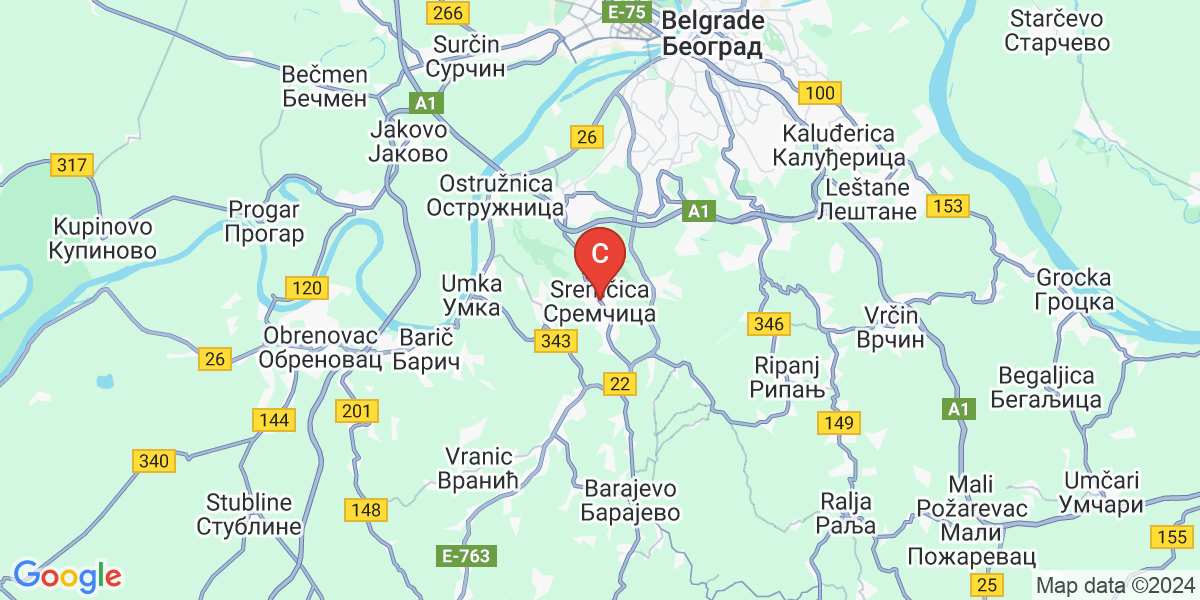 266
E-75
Belgrade
Београд
Starčevo
Старчево
Surčin
Сурчин
Bečmen
Бечмен
A1
100
Jakovo
Јаково
26
Kaluđerica
Калуђерица
317
Ostružnica
Остружница
Leštane
Лештане
153
A1
Progar
Прогар
Kupinovo
Купиново
C
Umka
Умка
Sremčica
Сремчица
120
Grocka
Гроцка
Vrčin
Врчин
346
Obrenovac
Обреновац
Barič
Барич
343
26
Ripanj
Рипањ
22
Begaljica
Бегаљица
144
201
A1
149
340
Vranic
Вранић
Barajevo
Барајево
Mali
Požarevac
Мали
Пожаревац
Umčari
Умчари
Stubline
Стублине
148
Ralja
Раља
155
E-763
25
Google
Map data ©2024